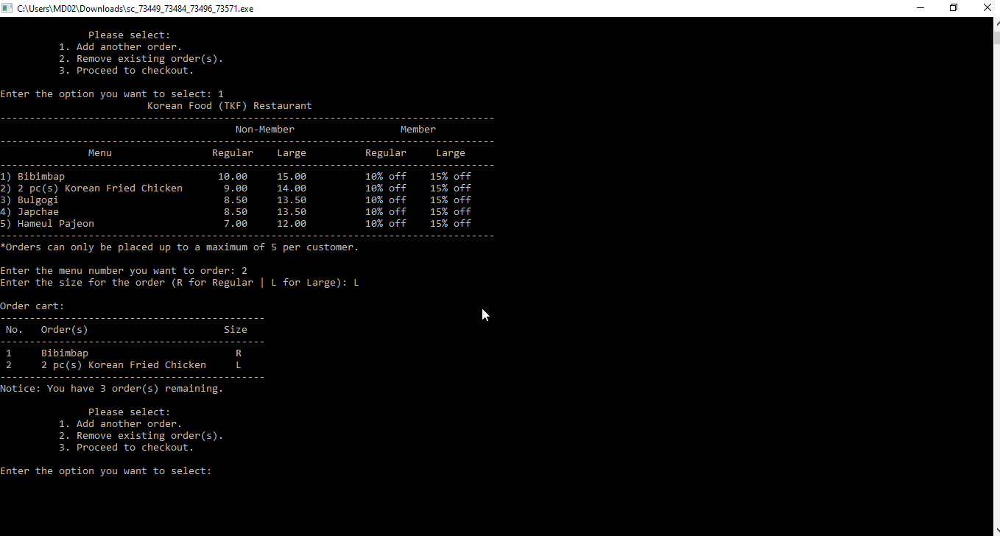 C:\Users\MD02\Downloads\sc_73449_73484_73496_73571.exe
Please select:
1. Add another order.
2. Remove existing order(s).
3. Proceed to checkout.
Enter the option you want to select: 1
Korean Food (TKF) Restaurant
------------------------------------------------------------------------------------
Non-Member Member
------------------------------------------------------------------------------------
Menu Regular Large Regular Large
------------------------------------------------------------------------------------
1) Bibimbap 10.00 15.00 10% off 15% off
2) 2 pc(s) Korean Fried Chicken 9.00 14.00 10% off 15% off
3) Bulgogi 8.50 13.50 10% off 15% off
4) Japchae 8.50 13.50 10% off 15% off
5) Hameul Pajeon 7.00 12.00 10% off 15% off
------------------------------------------------------------------------------------
*Orders can only be placed up to a maximum of 5 per customer.
Enter the menu number you want to order: 2
Enter the size for the order (R for Regular | L for Large): L
Order cart:
---------------------------------------------
No. Order(s) Size
---------------------------------------------
1 Bibimbap R
2 2 pc(s) Korean Fried Chicken L
---------------------------------------------
Notice: You have 3 order(s) remaining.
Please select:
1. Add another order.
2. Remove existing order(s).
3. Proceed to checkout.
Enter the option you want to select: